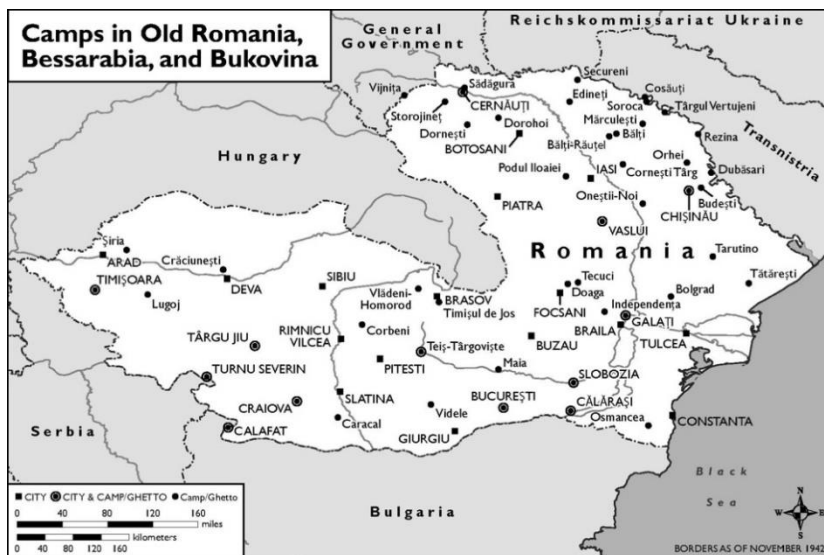 Camps in Old Romania,
Bessarabia, and Bukovina
General
Government
Reichskommissariat Ukraine
Transnistria
Hungary
Serbia
Bulgaria
Romania
Black
Sea
Vijnița
Sădăgura
CERNĂUȚI
Storojineț
Dornești
Dorohoi
BOTOSANI
Secureni
Edineți
Cosăuți
Soroca
Târgul Vertujeni
Mărculești
Bălți
Bălți-Răuțel
Rezina
Podul Iloaiei
IASI
Cornești Târg
Orhei
Dubăsari
Budești
CHIȘINĂU
Oneștii-Noi
PIATRA
VASLUI
Tarutino
Tătărești
Bolgrad
Tecuci
Doaga
FOCSANI
Independența
GALAȚI
BRAILA
TULCEA
Șiria
ARAD
TIMIȘOARA
Lugoj
Crăciunești
DEVA
SIBIU
Vlădeni-
Homorod
BRASOV
Timișul de Jos
TÂRGU JIU
RIMNICU
VILCEA
Corbeni
Teiș-Târgoviște
BUZAU
PITESTI
Maia
SLOBOZIA
TURNU SEVERIN
CRAIOVA
SLATINA
CALAFAT
Caracal
Videle
BUCUREȘTI
CĂLĂRAȘI
GIURGIU
Osmancea
CONSTANTA
CITY
CITY & CAMP/GHETTO
Camp/Ghetto
0 40 80 120 160
miles
kilometers
0 40 80 120 160
N
W E
S
BORDERS AS OF NOVEMBER 1942